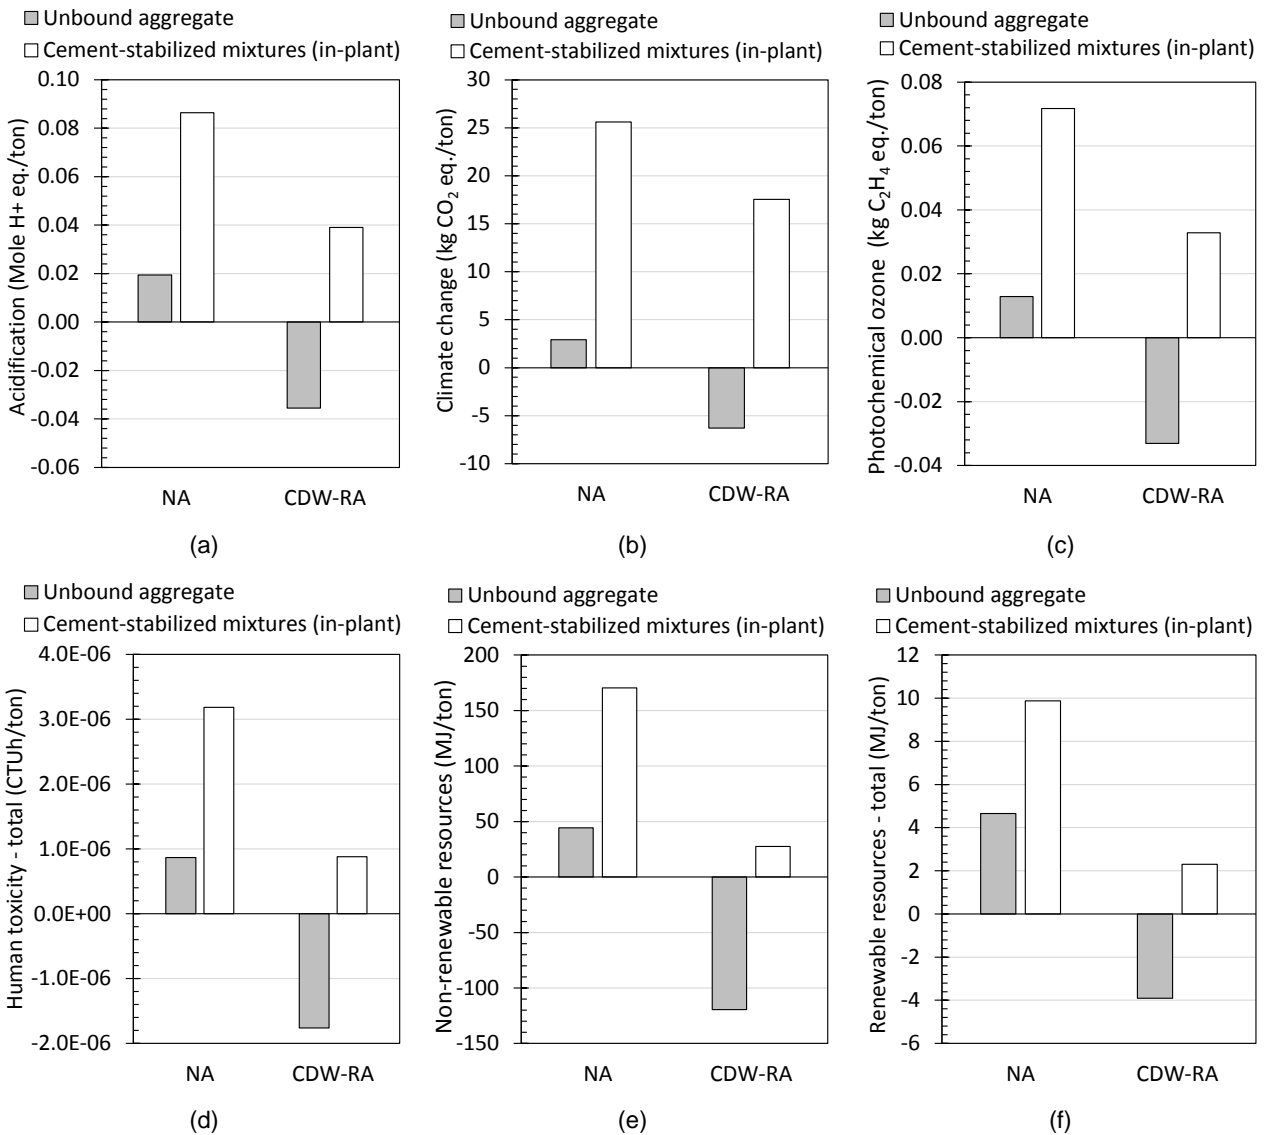 Unbound aggregate
Cement-stabilized mixtures (in-plant)
Acidification (Mole H+ eq./ton)
0.10
0.08
0.06
0.04
0.02
0.00
-0.02
-0.04
-0.06
NA CDW-RA
(a)
Unbound aggregate
Cement-stabilized mixtures (in-plant)
Climate change (kg CO₂ eq./ton)
30
25
20
15
10
5
0
-5
-10
NA CDW-RA
(b)
Unbound aggregate
Cement-stabilized mixtures (in-plant)
Photochemical ozone (kg C₂H₄ eq./ton)
0.08
0.06
0.04
0.02
0.00
-0.02
-0.04
NA CDW-RA
(c)
Unbound aggregate
Cement-stabilized mixtures (in-plant)
Human toxicity - total (CTUh/ton)
4.0E-06
3.0E-06
2.0E-06
1.0E-06
0.0E+00
-1.0E-06
-2.0E-06
NA CDW-RA
(d)
Unbound aggregate
Cement-stabilized mixtures (in-plant)
Non-renewable resources (MJ/ton)
200
150
100
50
0
-50
-100
-150
NA CDW-RA
(e)
Unbound aggregate
Cement-stabilized mixtures (in-plant)
Renewable resources - total (MJ/ton)
12
10
8
6
4
2
0
-2
-4
-6
NA CDW-RA
(f)